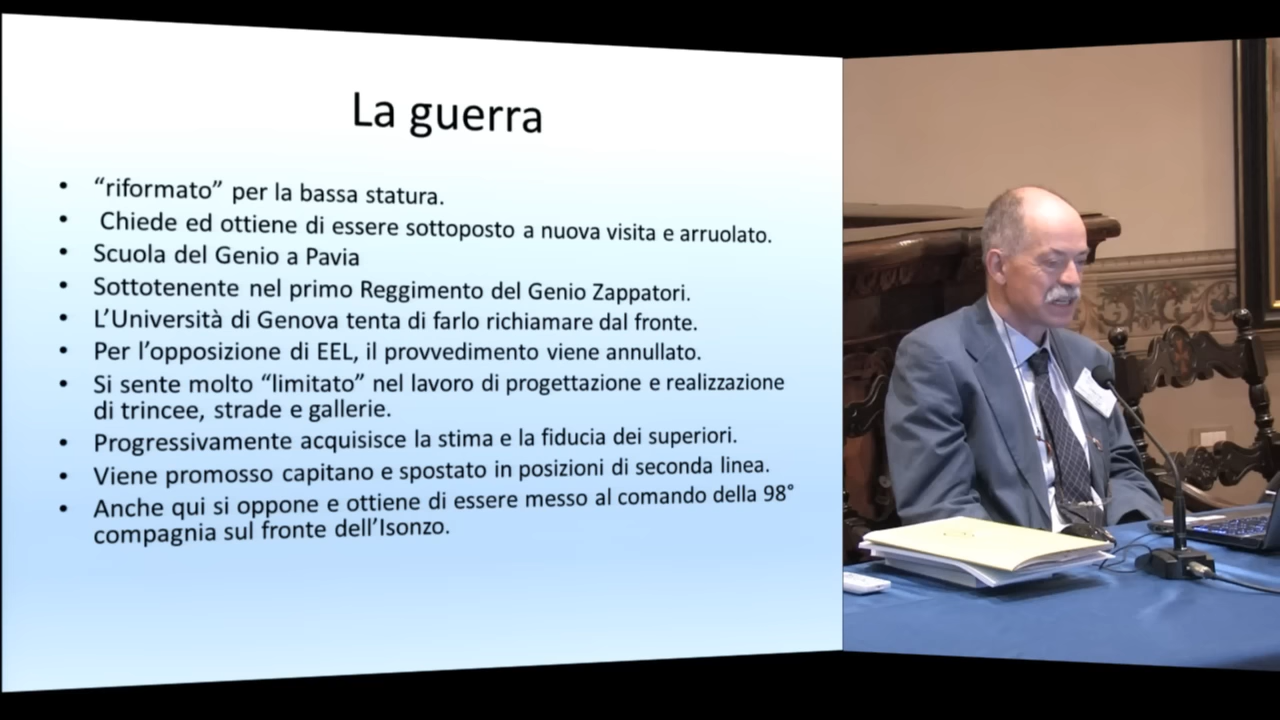 La guerra
• “riformato” per la bassa statura.
• Chiede ed ottiene di essere sottoposto a nuova visita e arruolato.
• Scuola del Genio a Pavia
• Sottotenente nel primo Reggimento del Genio Zappatori.
• L’Università di Genova tenta di farlo richiamare dal fronte.
• Per l’opposizione di EEL, il provvedimento viene annullato.
• Si sente molto “limitato” nel lavoro di progettazione e realizzazione
di trincee, strade e gallerie.
• Progressivamente acquisisce la stima e la fiducia dei superiori.
• Viene promosso capitano e spostato in posizioni di seconda linea.
• Anche qui si oppone e ottiene di essere messo al comando della 98°
compagnia sul fronte dell’Isonzo.